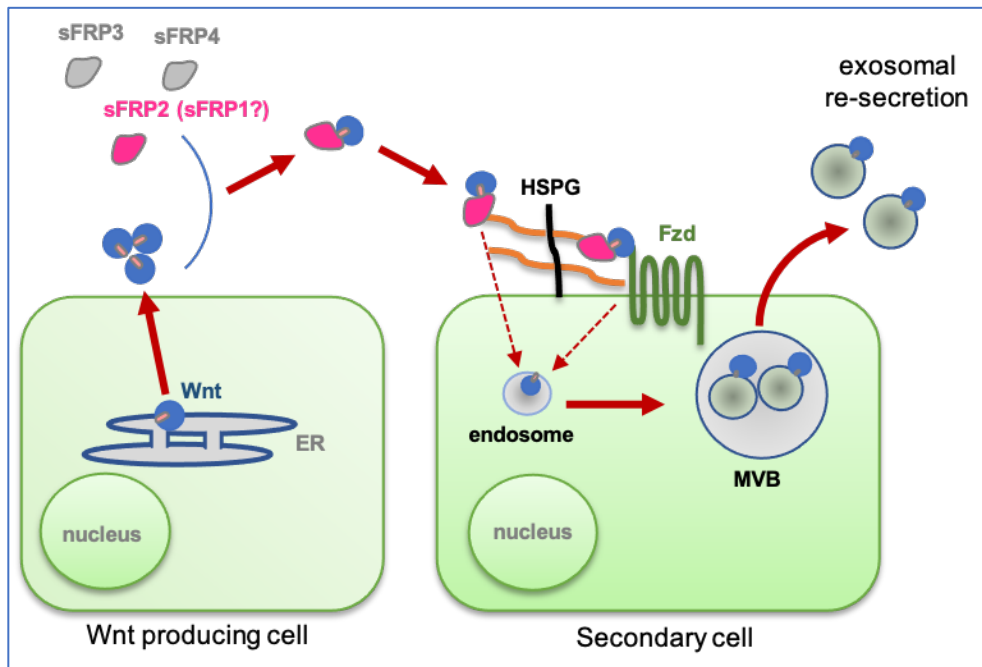 sFRP3
sFRP4
sFRP2 (sFRP1?)
exosomal
re-secretion
HSPG
Fzd
Wnt
ER
endosome
MVB
nucleus
nucleus
Wnt producing cell
Secondary cell